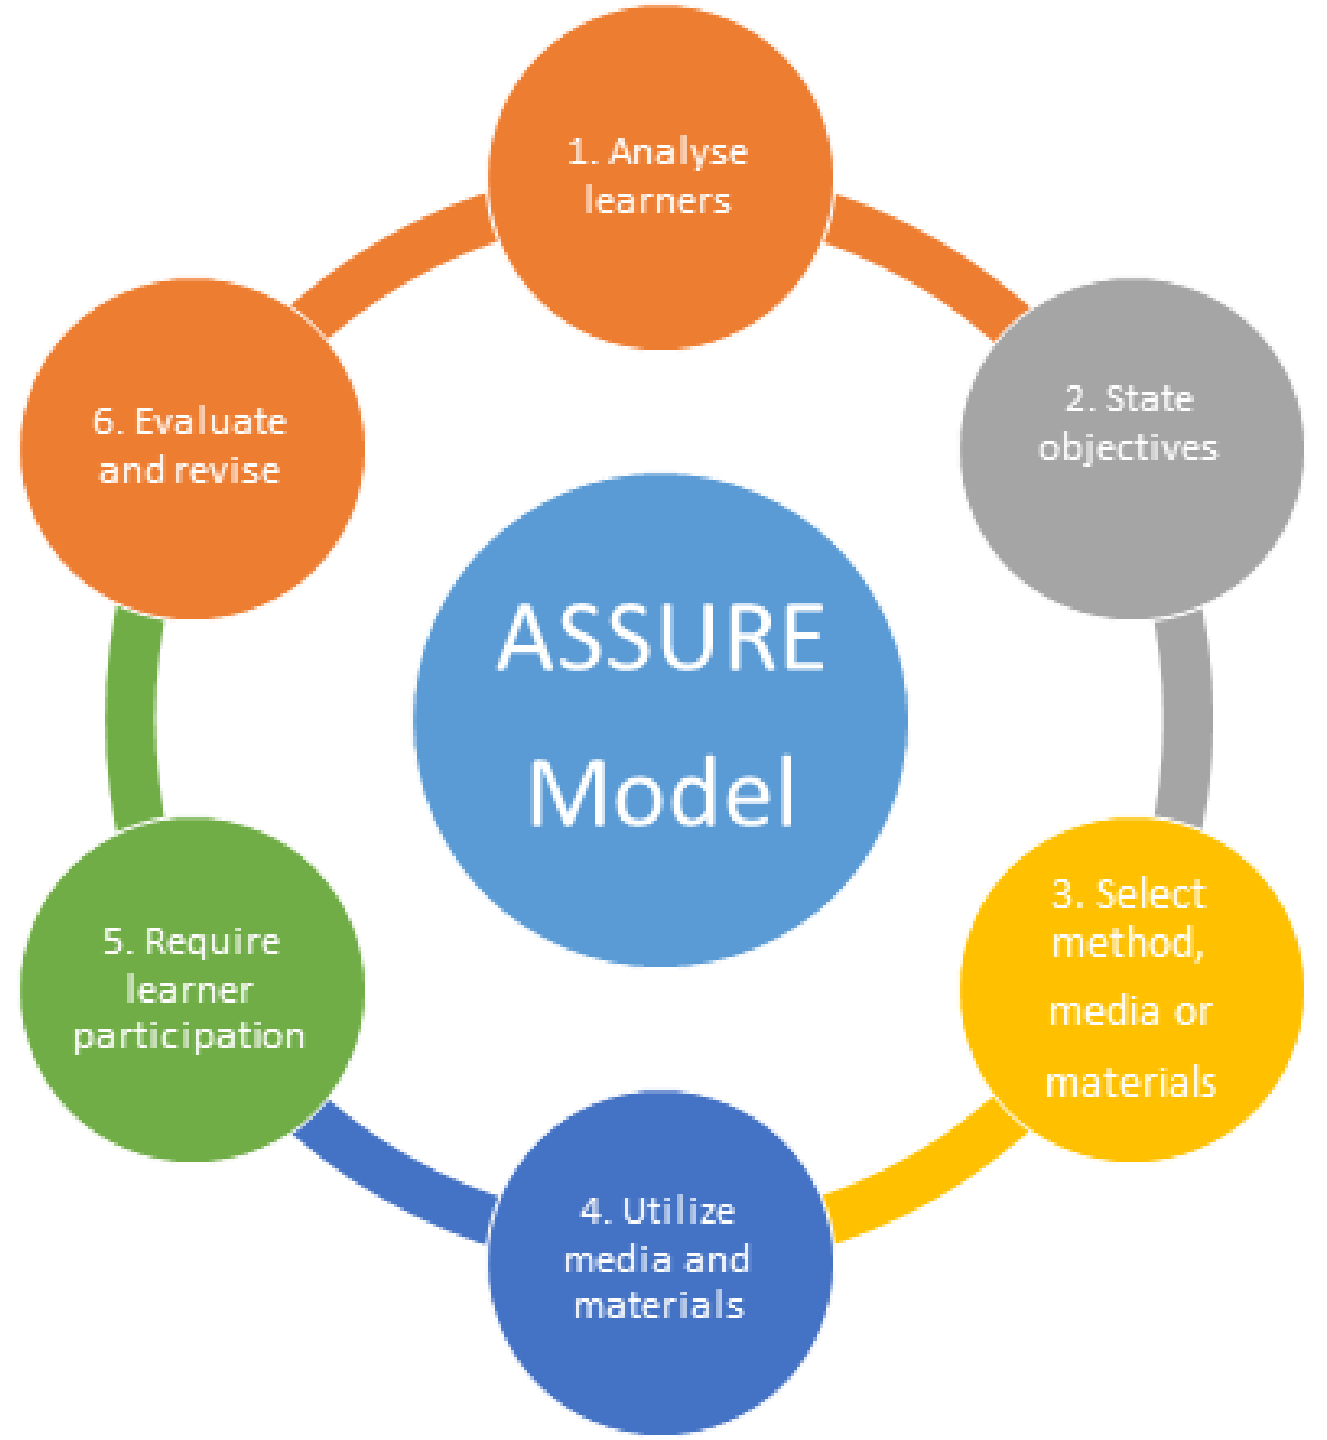 1. Analyse
learners
2. State
objectives
3. Select
method,
media or
materials
4. Utilize
media and
materials
5. Require
learner
participation
6. Evaluate
and revise
ASSURE
Model